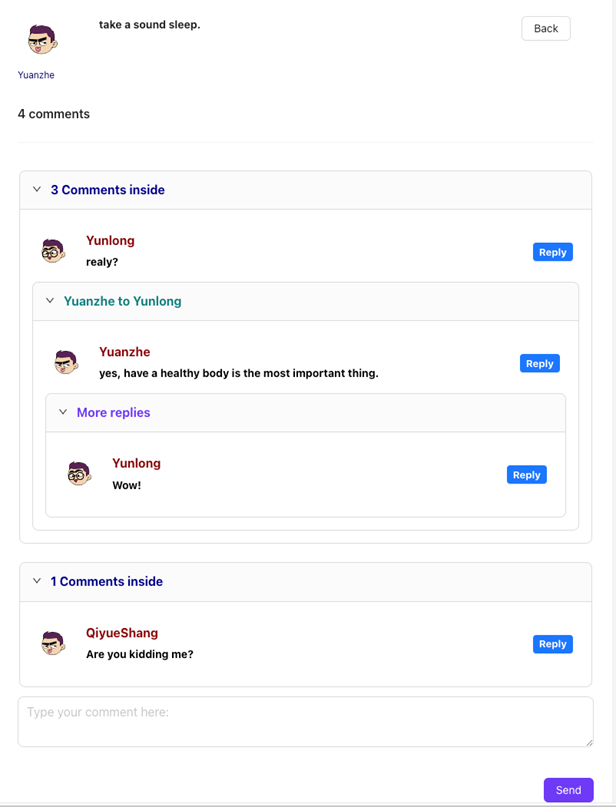 take a sound sleep.
Back
Yuanzhe
4 comments
3 Comments inside
Yunlong
realy?
Reply
Yuanzhe to Yunlong
Yuanzhe
yes, have a healthy body is the most important thing.
Reply
More replies
Yunlong
Wow!
Reply
1 Comments inside
QiyueShang
Are you kidding me?
Reply
Type your comment here:
Send